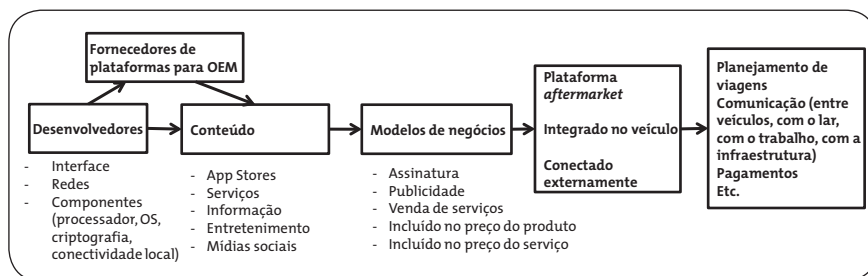 Fornecedores de
plataformas para OEM
Desenvolvedores
- Interface
- Redes
- Componentes
(processador, OS,
criptografia,
conectividade local)
Conteúdo
- App Stores
- Serviços
- Informação
- Entretenimento
- Mídias sociais
Modelos de negócios
- Assinatura
- Publicidade
- Venda de serviços
- Incluído no preço do produto
- Incluído no preço do serviço
Plataforma
aftermarket
Integrado no veículo
Conectado
externamente
Planejamento de
viagens
Comunicação (entre
veículos, com o lar,
com o trabalho, com a
infraestrutura)
Pagamentos
Etc.